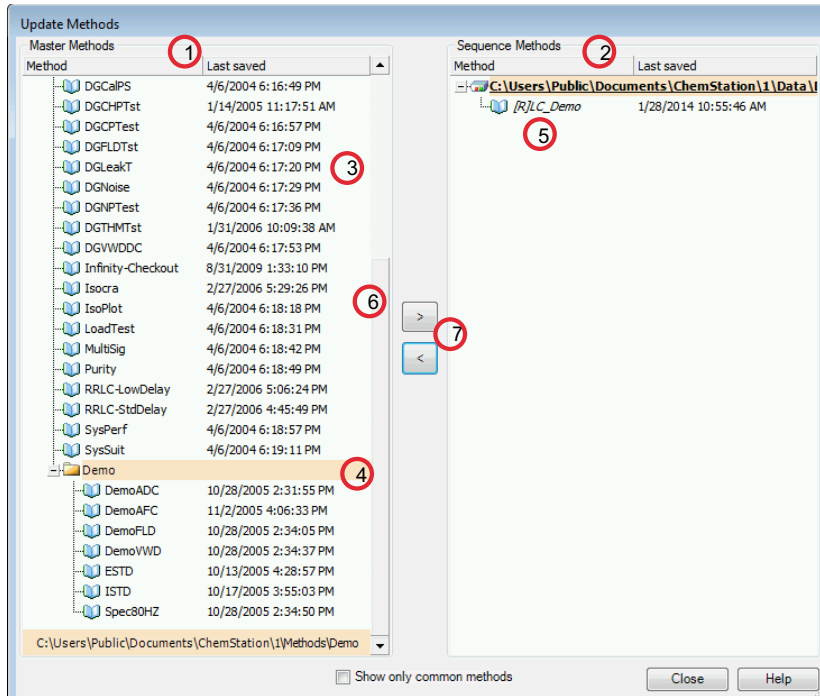 Update Methods
Master Methods 1
Method Last saved
DGCalPS 4/6/2004 6:16:49 PM
DGCHPTst 1/14/2005 11:17:51 AM
DGCPTest 4/6/2004 6:16:57 PM
DGFLDTst 4/6/2004 6:17:09 PM
DGLeakT 4/6/2004 6:17:20 PM 3
DGNoise 4/6/2004 6:17:29 PM
DGNPTest 4/6/2004 6:17:36 PM
DGTHMTst 1/31/2006 10:09:38 AM
DGVWDDC 4/6/2004 6:17:53 PM
Infinity-Checkout 8/31/2009 1:33:10 PM
Isocra 2/27/2006 5:29:26 PM
6
IsoPlot 4/6/2004 6:18:18 PM
LoadTest 4/6/2004 6:18:31 PM
MultiSig 4/6/2004 6:18:42 PM
Purity 4/6/2004 6:18:49 PM
RRLC-LowDelay 2/27/2006 5:06:24 PM
RRLC-StdDelay 2/27/2006 4:45:49 PM
SysPerf 4/6/2004 6:18:57 PM
SysSuit 4/6/2004 6:19:11 PM
Demo 4
DemoADC 10/28/2005 2:31:55 PM
DemoAFC 11/2/2005 4:06:33 PM
DemoFLD 10/28/2005 2:34:05 PM
DemoVWD 10/28/2005 2:34:37 PM
ESTD 10/13/2005 4:28:57 PM
ISTD 10/17/2005 3:55:03 PM
Spec80HZ 10/28/2005 2:34:50 PM
C:\Users\Public\Documents\ChemStation\1\Methods\Demo
>
7
<
Sequence Methods 2
Method Last saved
C:\Users\Public\Documents\ChemStation\1\Data\
[R]LC_Demo 1/28/2014 10:55:46 AM
5
Show only common methods
Close Help